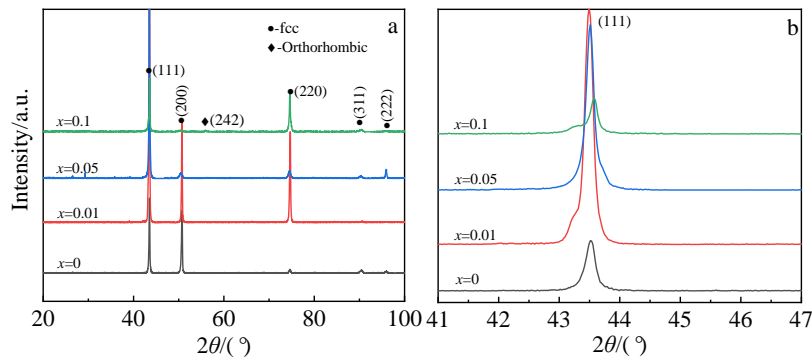 a
●-fcc
♦-Orthorhombic
(111)
(200)
(220)
(242)
(311)
(222)
x=0.1
x=0.05
x=0.01
x=0
Intensity/a.u.
20 40 60 80 100
2θ/( °)
b
(111)
x=0.1
x=0.05
x=0.01
x=0
41 42 43 44 45 46 47
2θ/( °)